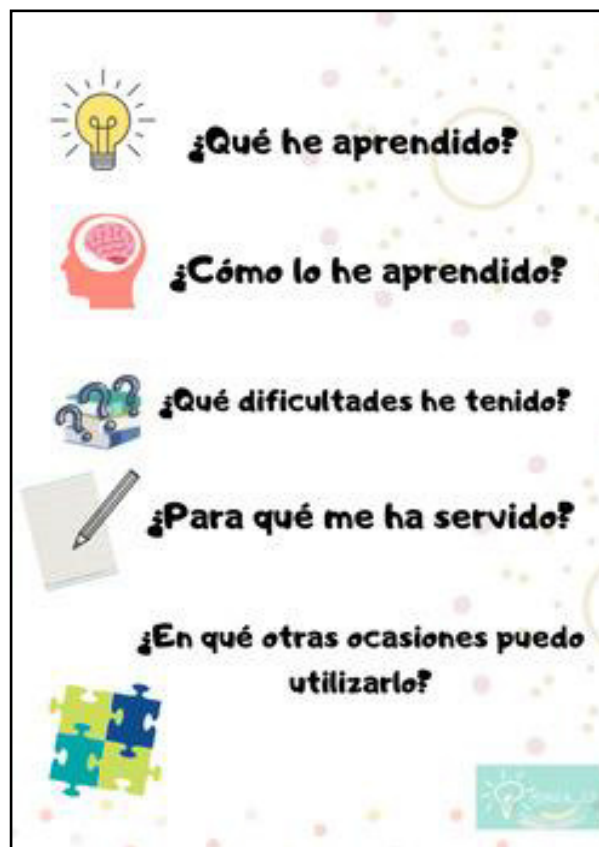 ¿Qué he aprendido?
¿Cómo lo he aprendido?
¿Qué dificultades he tenido?
¿Para qué me ha servido?
¿En qué otras ocasiones puedo
utilizarlo?